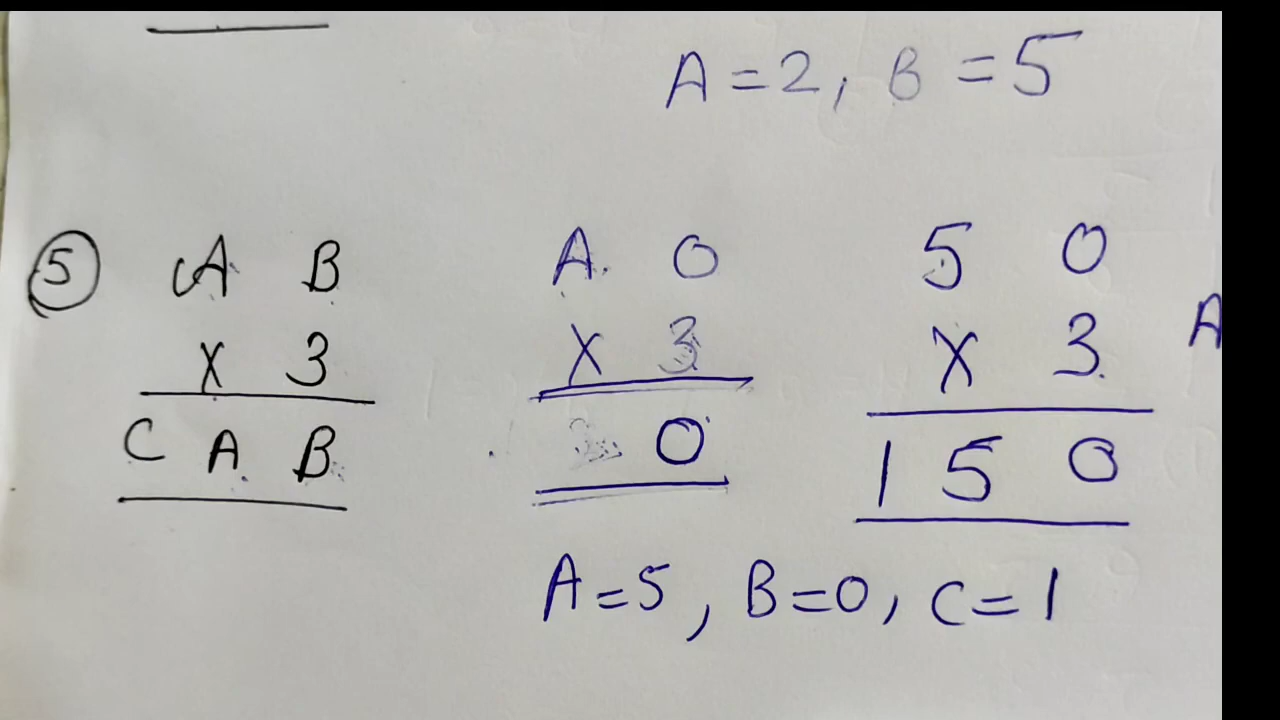 A = 2, B = 5
5 A B A 0 5 0
X 3 X 3 X 3 A
C A B 0 1 5 0
A = 5, B = 0, C = 1